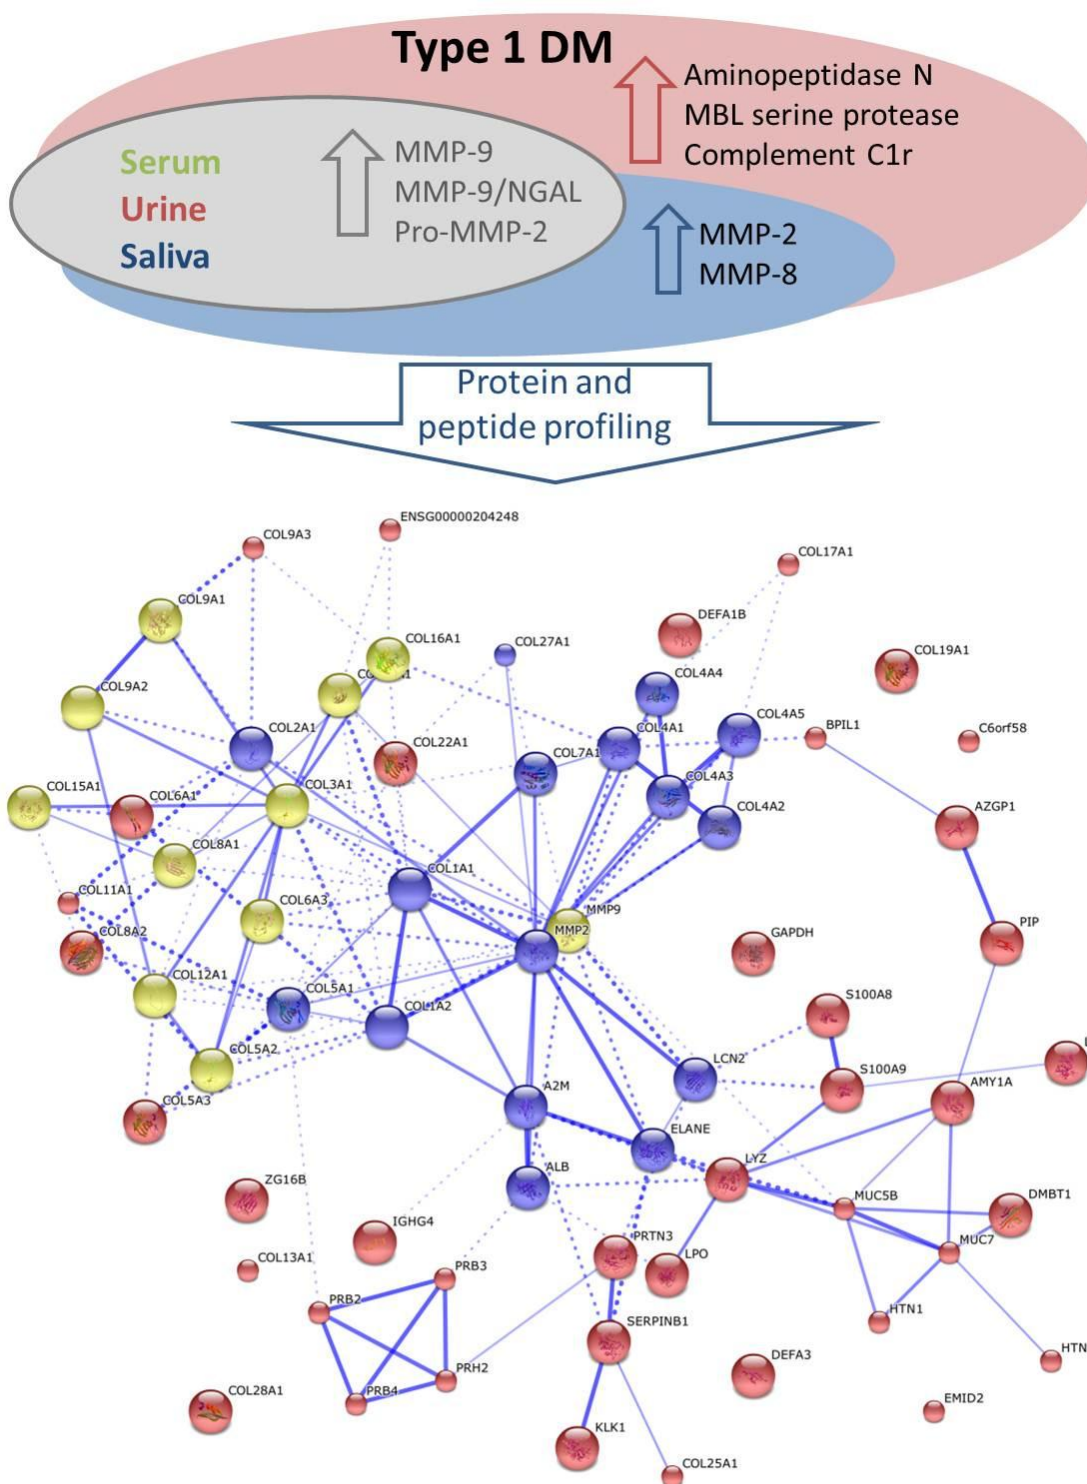 Type 1 DM
Aminopeptidase N
MBL serine protease
Complement C1r
Serum
Urine
Saliva
MMP-9
MMP-9/NGAL
Pro-MMP-2
MMP-2
MMP-8
Protein and
peptide profiling
ENSG00000204248
COL9A3
COL17A1
COL9A1
DEFA1B
COL16A1
COL27A1
COL19A1
COL9A2
COL4A4
COL2A1
COL4A1
COL4A5
BPIL1
C6orf58
COL22A1
COL7A1
COL4A3
COL15A1
COL6A1
COL3A1
COL4A2
AZGP1
COL8A1
COL1A1
COL11A1
COL6A3
MMP9
MMP2
COL8A2
GAPDH
PIP
COL12A1
COL5A1
COL1A2
S100A8
COL5A2
LCN2
S100A9
COL5A3
A2M
AMY1A
L
ELANE
ALB
LYZ
ZG16B
MUC5B
DMBT1
IGHG4
PRTN3
LPO
MUC7
COL13A1
PRB3
PRB2
HTN1
SERPINB1
HTN
PRH2
PRB4
DEFA3
COL28A1
EMID2
KLK1
COL25A1